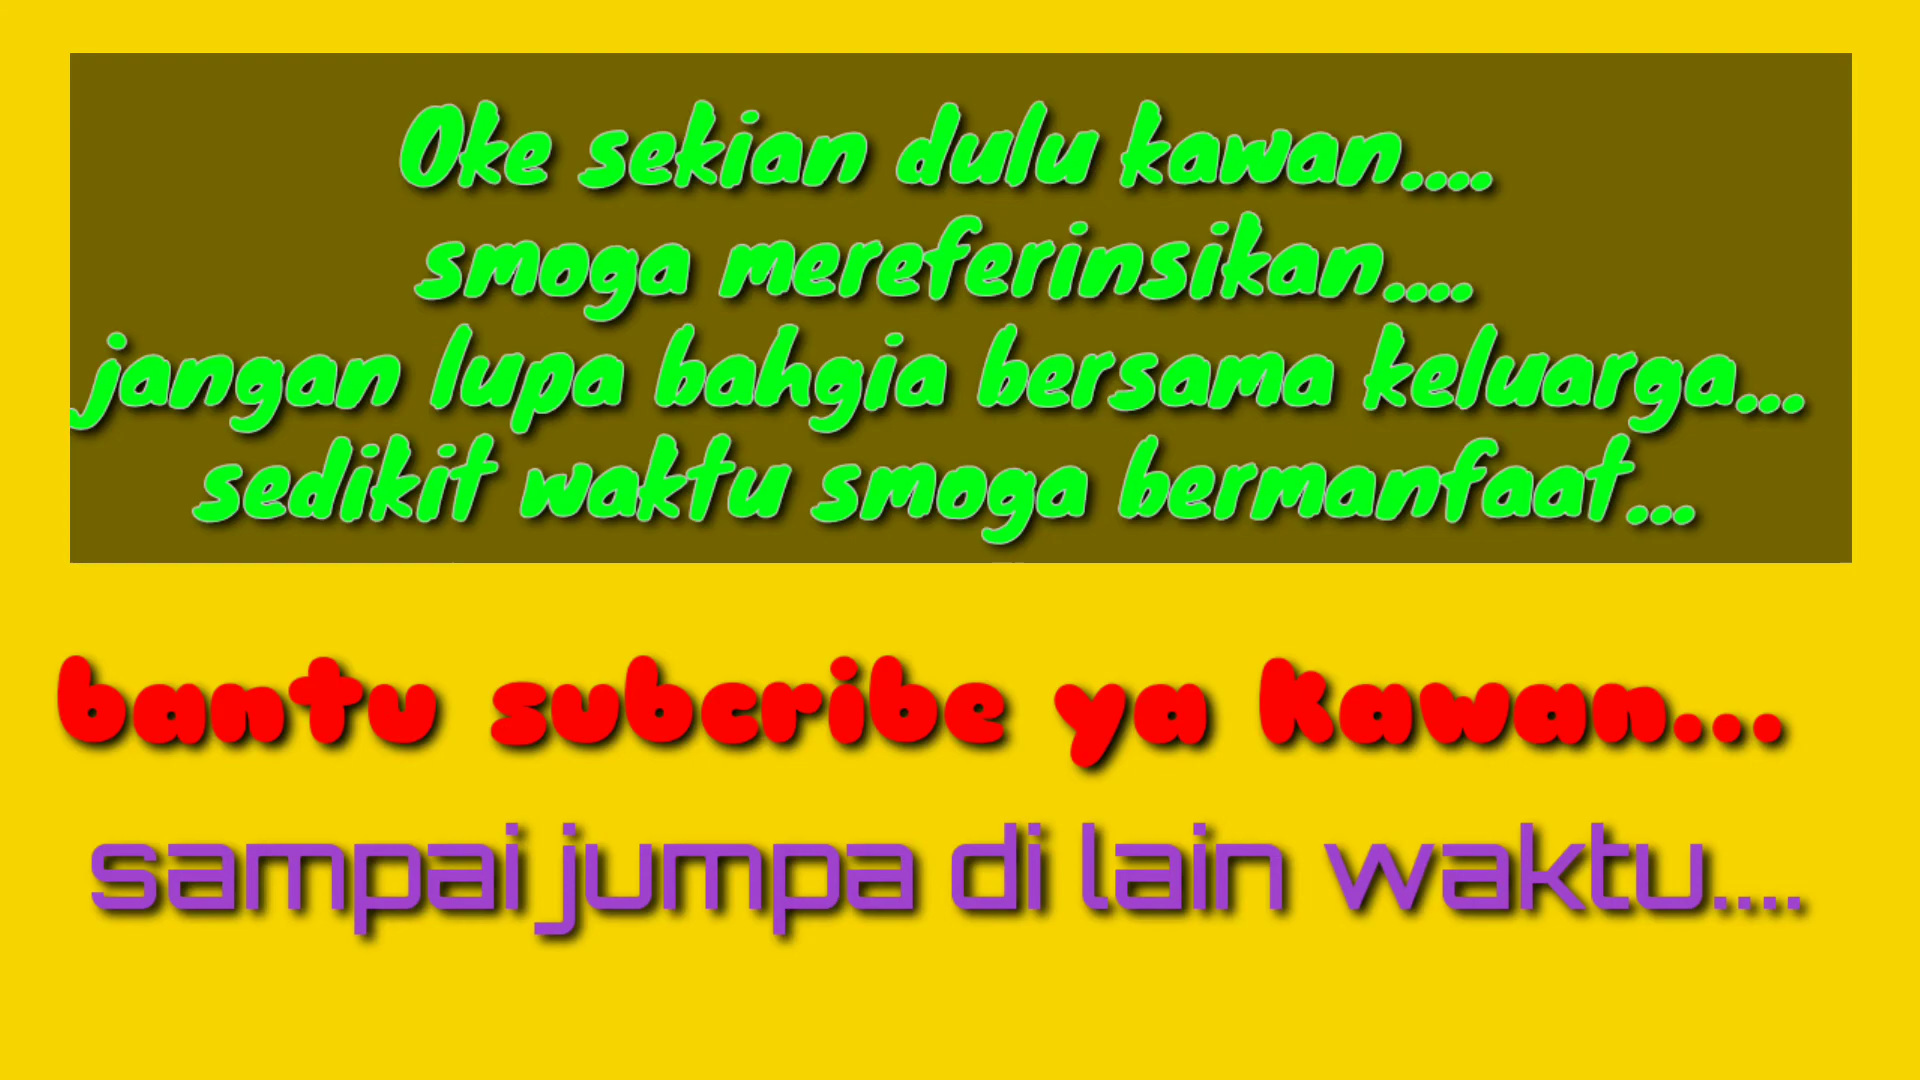 Oke sekian dulu kawan....
smoga mereferinsikan....
jangan lupa bahgia bersama keluarga...
sedikit waktu smoga bermanfaat...
bantu subcribe ya kawan...
sampai jumpa di lain waktu....